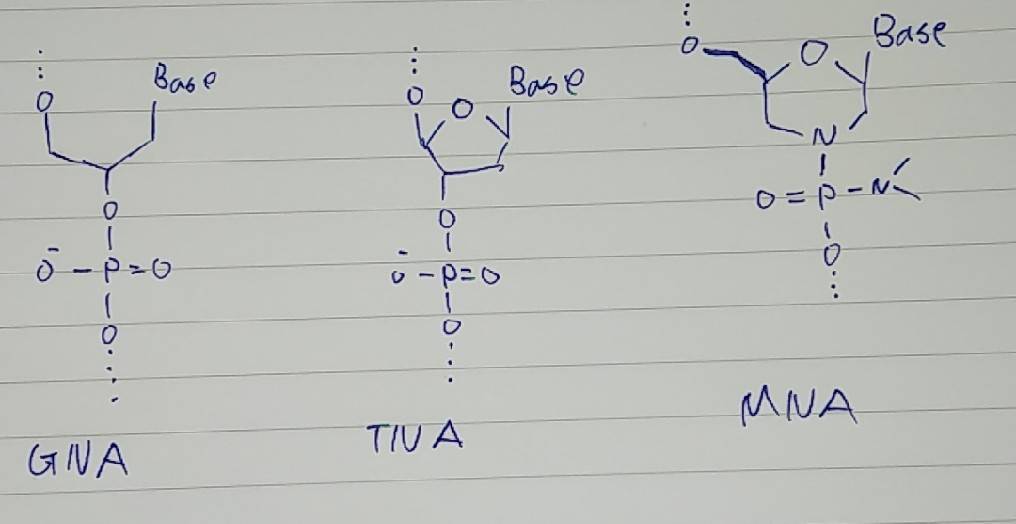 O
Base
O
O⁻ – P = O
O
GNA
O
O
Base
O
O⁻ – P = O
O
TNA
O
O
Base
N
O = P – N
O
MNA